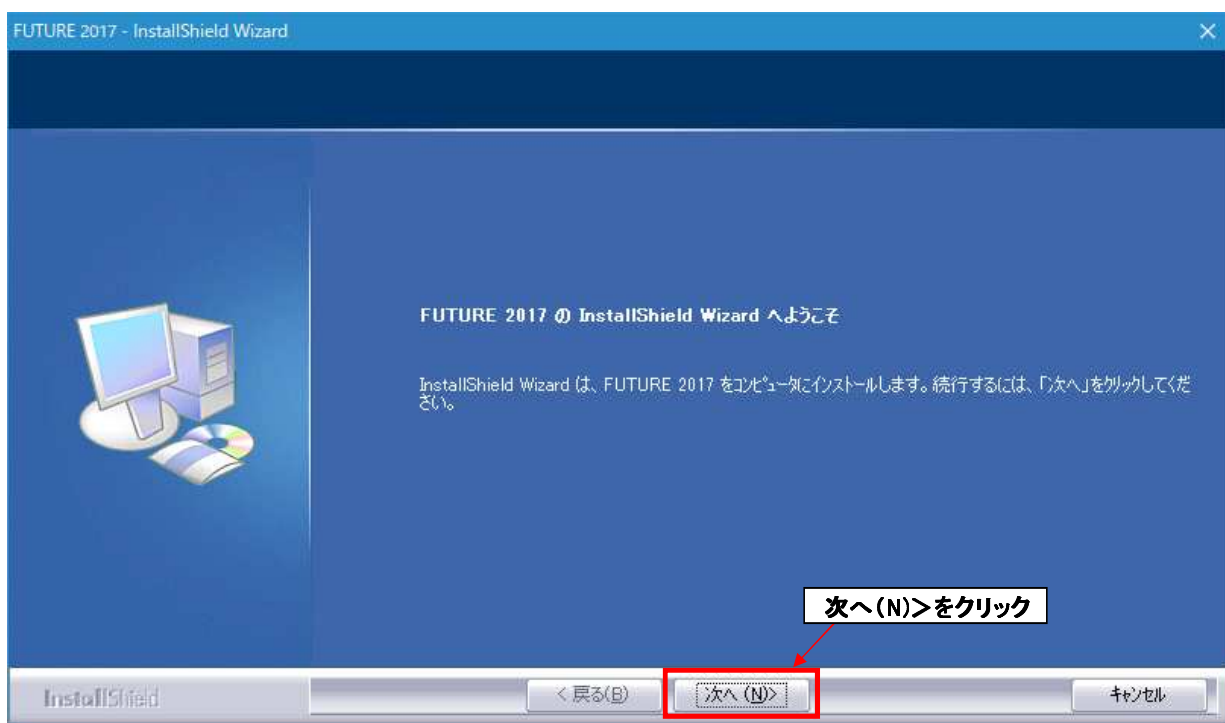 FUTURE 2017 - InstallShield Wizard
FUTURE 2017 の InstallShield Wizard へようこそ
InstallShield Wizard は、FUTURE 2017 をｺﾝﾋﾟｭｰﾀにｲﾝｽﾄｰﾙします。続行するには、「次へ」をｸﾘｯｸしてくだ
さい。
次へ(N)>をクリック
InstallShield
< 戻る(B)
次へ (N)>
ｷｬﾝｾﾙ